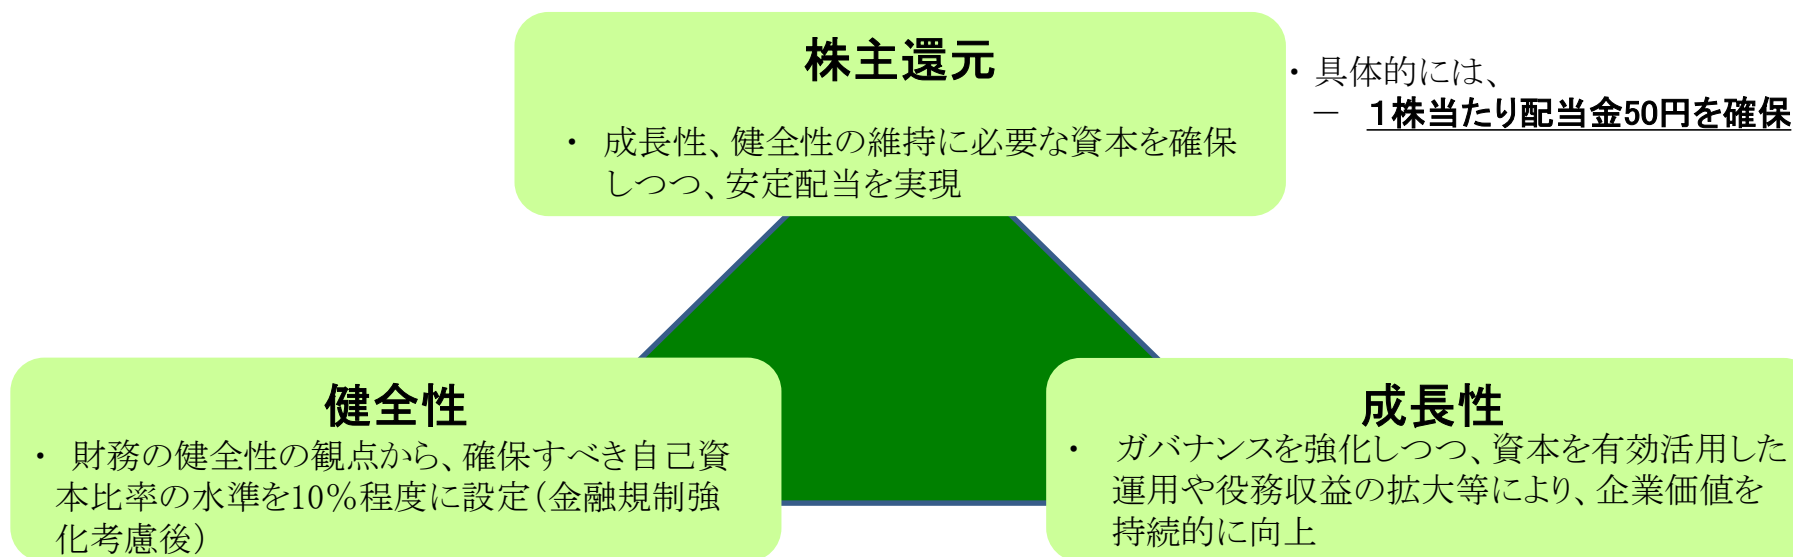 株主還元
・ 成長性、健全性の維持に必要な資本を確保
しつつ、安定配当を実現
・ 具体的には、
－ １株当たり配当金50円を確保
健全性
・ 財務の健全性の観点から、確保すべき自己資
本比率の水準を10％程度に設定（金融規制強
化考慮後）
成長性
・ ガバナンスを強化しつつ、資本を有効活用した
運用や役務収益の拡大等により、企業価値を
持続的に向上